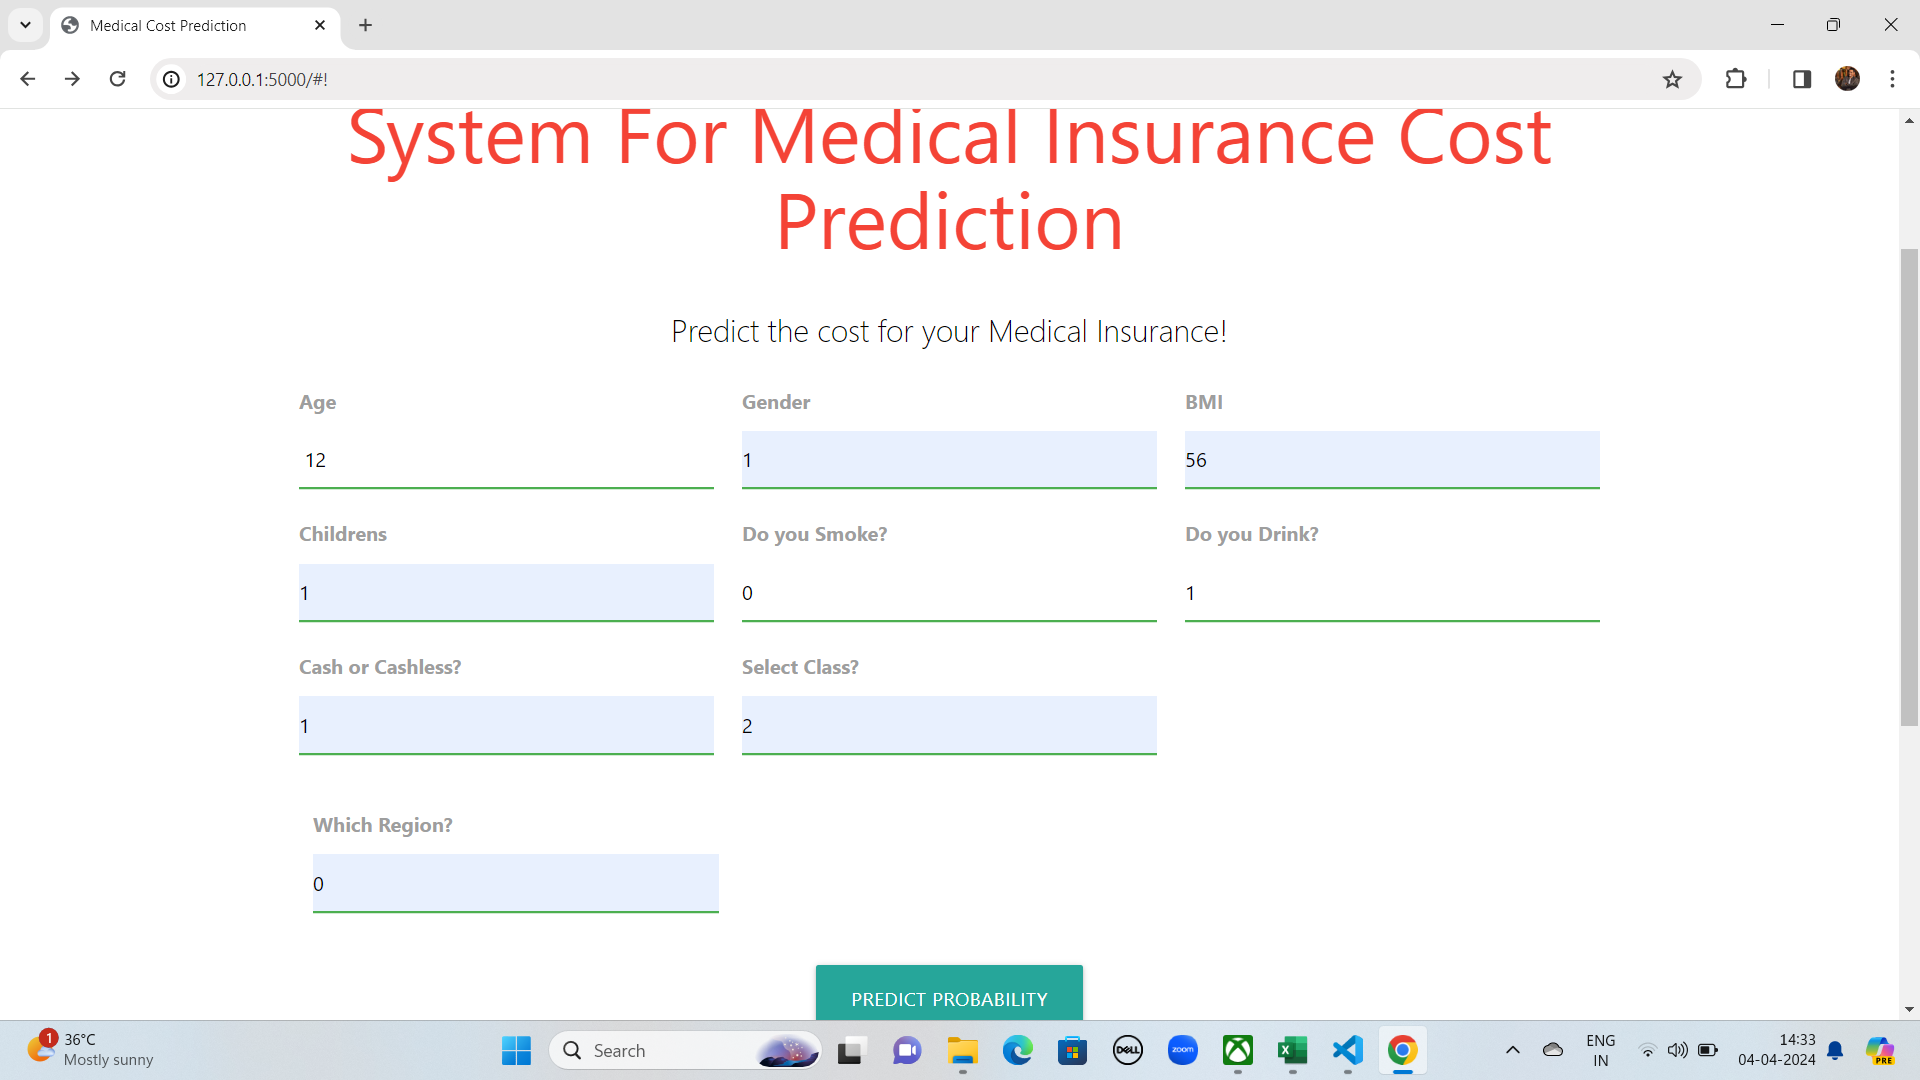 Medical Cost Prediction
127.0.0.1:5000/#!
System For Medical Insurance Cost
Prediction
Predict the cost for your Medical Insurance!
Age Gender BMI
12 1 56
Childrens Do you Smoke? Do you Drink?
1 0 1
Cash or Cashless? Select Class?
1 2
Which Region?
0
PREDICT PROBABILITY
1 36°C
Mostly sunny
Search
DELL
zoom
ENG
IN
14:33
04-04-2024
PRE